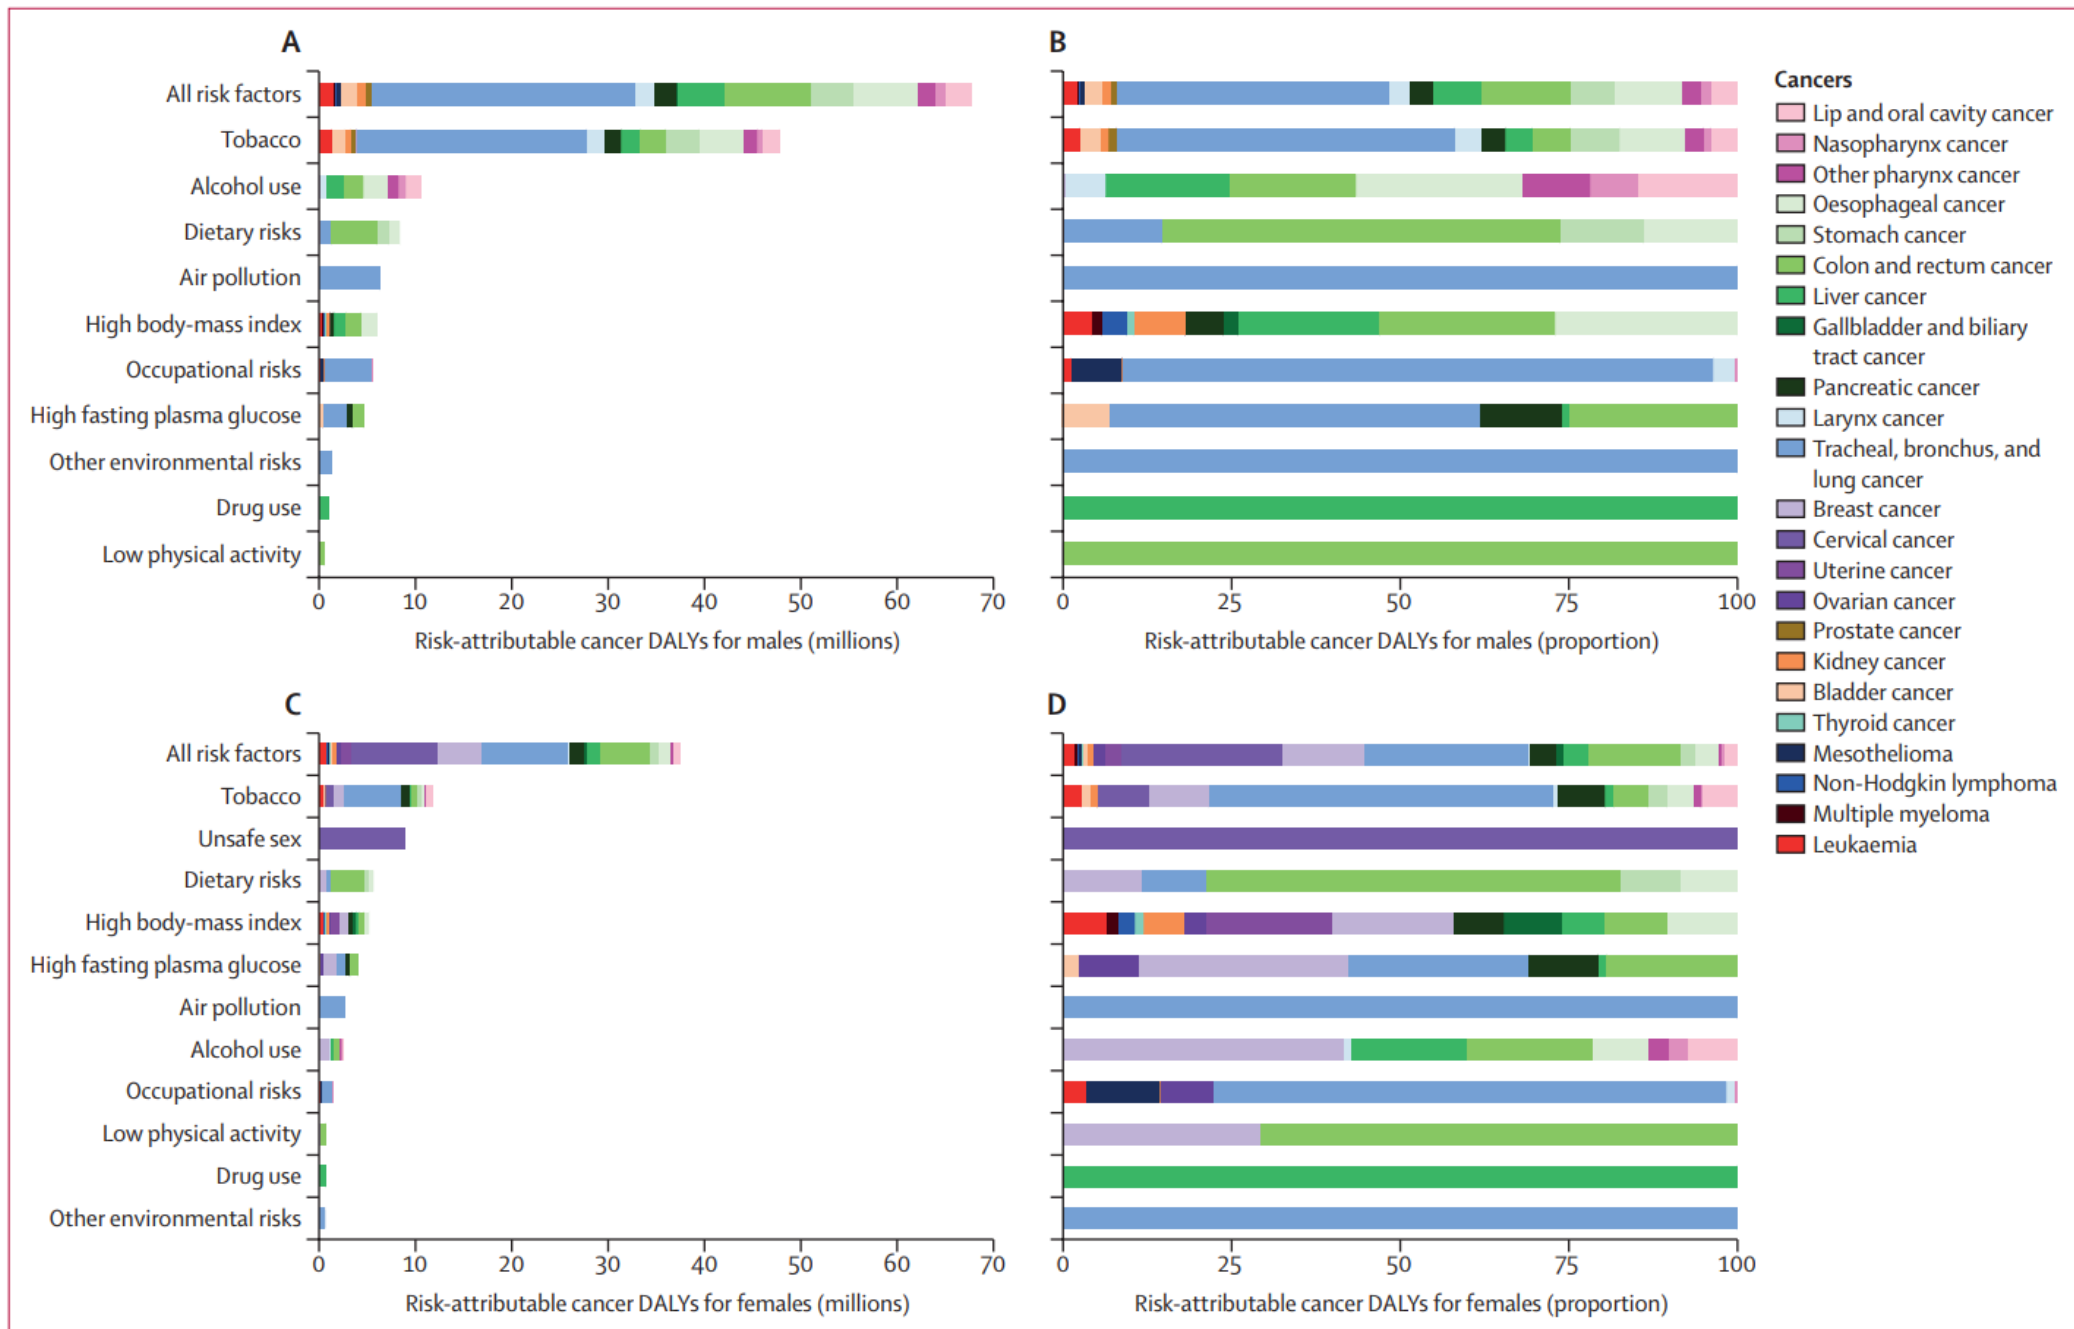 A
All risk factors
Tobacco
Alcohol use
Dietary risks
Air pollution
High body-mass index
Occupational risks
High fasting plasma glucose
Other environmental risks
Drug use
Low physical activity
0 10 20 30 40 50 60 70
Risk-attributable cancer DALYs for males (millions)
B
0 25 50 75 100
Risk-attributable cancer DALYs for males (proportion)
Cancers
Lip and oral cavity cancer
Nasopharynx cancer
Other pharynx cancer
Oesophageal cancer
Stomach cancer
Colon and rectum cancer
Liver cancer
Gallbladder and biliary
tract cancer
Pancreatic cancer
Larynx cancer
Tracheal, bronchus, and
lung cancer
Breast cancer
Cervical cancer
Uterine cancer
Ovarian cancer
Prostate cancer
Kidney cancer
Bladder cancer
Thyroid cancer
Mesothelioma
Non-Hodgkin lymphoma
Multiple myeloma
Leukaemia
C
All risk factors
Tobacco
Unsafe sex
Dietary risks
High body-mass index
High fasting plasma glucose
Air pollution
Alcohol use
Occupational risks
Low physical activity
Drug use
Other environmental risks
0 10 20 30 40 50 60 70
Risk-attributable cancer DALYs for females (millions)
D
0 25 50 75 100
Risk-attributable cancer DALYs for females (proportion)